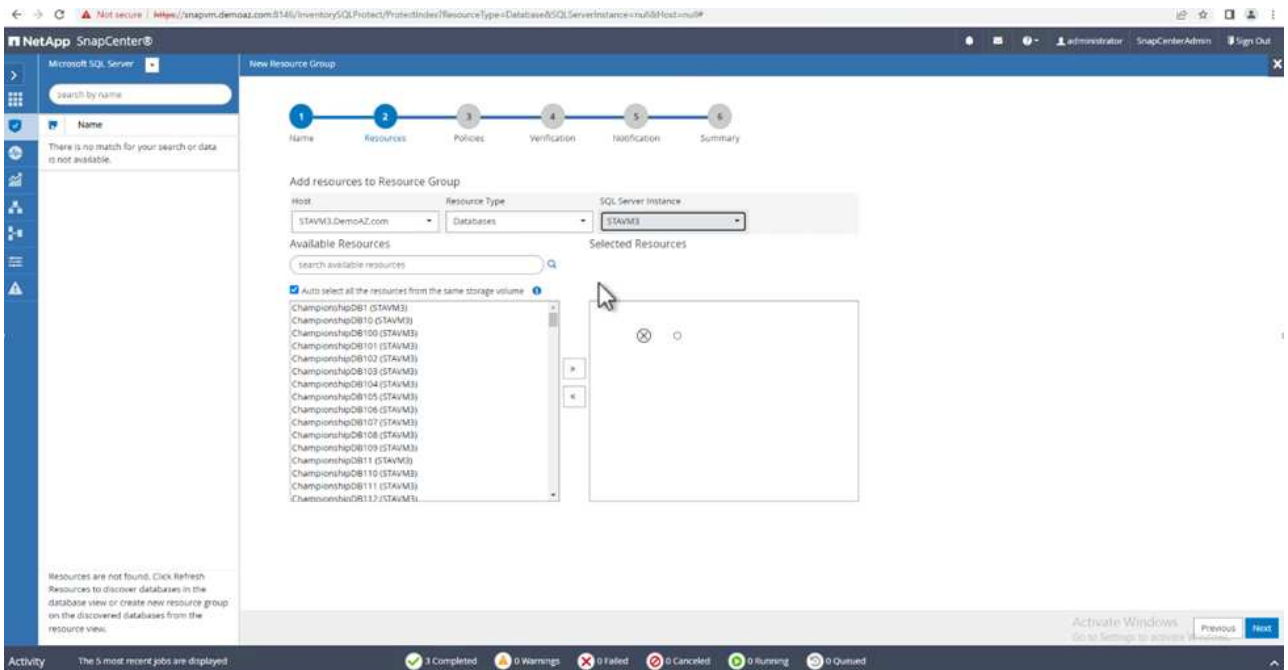 Not secure | https://snapvm.demoaz.com:8146/InventorySQLProtect/ProtectIndex?ResourceType=Database&SQLServerInstance=null&Host=null#
NetApp SnapCenter®
administrator SnapCenterAdmin Sign Out
Microsoft SQL Server
New Resource Group
search by name
Name
There is no match for your search or data
is not available.
1 2 3 4 5 6
Name Resources Policies Verification Notification Summary
Add resources to Resource Group
Host Resource Type SQL Server Instance
STAVM3.DemoAZ.com Databases STAVM3
Available Resources Selected Resources
search available resources
Auto select all the resources from the same storage volume
ChampionshipDB1 (STAVM3)
ChampionshipDB10 (STAVM3)
ChampionshipDB100 (STAVM3)
ChampionshipDB101 (STAVM3)
ChampionshipDB102 (STAVM3)
ChampionshipDB103 (STAVM3)
ChampionshipDB104 (STAVM3)
ChampionshipDB105 (STAVM3)
ChampionshipDB106 (STAVM3)
ChampionshipDB107 (STAVM3)
ChampionshipDB108 (STAVM3)
ChampionshipDB109 (STAVM3)
ChampionshipDB11 (STAVM3)
ChampionshipDB110 (STAVM3)
ChampionshipDB111 (STAVM3)
ChampionshipDB112 (STAVM3)
Resources are not found. Click Refresh
Resources to discover databases in the
database view or create new resource group
on the discovered databases from the
resource view.
Activate Windows
Go to Settings to activate
Previous Next
Activity The 5 most recent jobs are displayed 3 Completed 0 Warnings 0 Failed 0 Canceled 0 Running 0 Queued